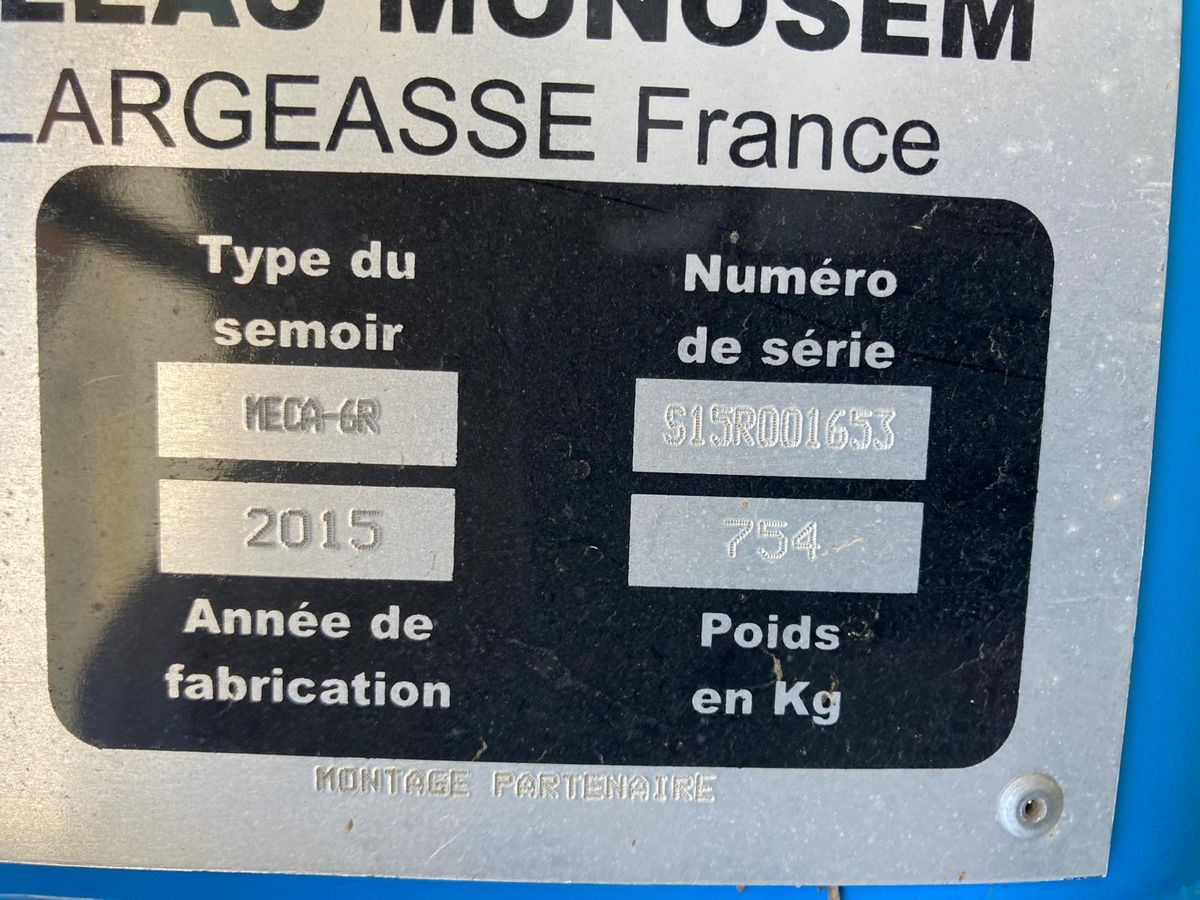 LLAU MONOSEM
LARGEASSE France
Type du semoir
Numéro de série
MECA-6R
S15R001653
2015
754
Année de fabrication
Poids en Kg
MONTAGE PARTENAIRE